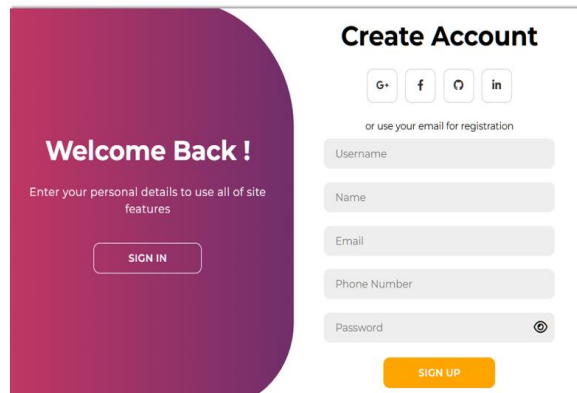 Welcome Back !
Enter your personal details to use all of site
features
SIGN IN
Create Account
G+ f in
or use your email for registration
Username
Name
Email
Phone Number
Password
SIGN UP